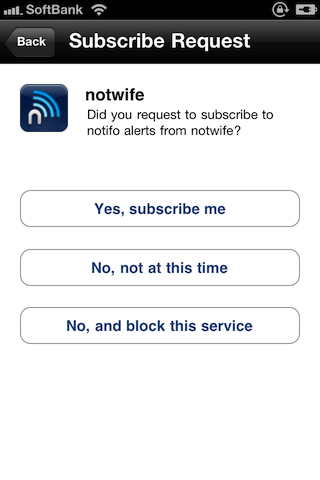 SoftBank
Back
Subscribe Request
notwife
Did you request to subscribe to
notifo alerts from notwife?
Yes, subscribe me
No, not at this time
No, and block this service